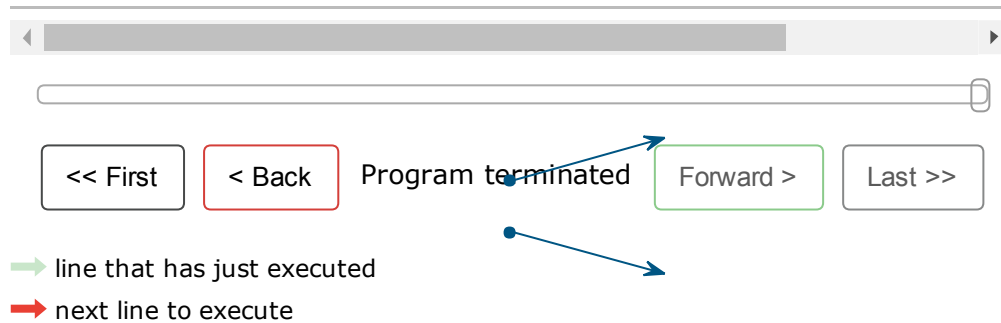 << First < Back Program terminated Forward > Last >>
line that has just executed
next line to execute